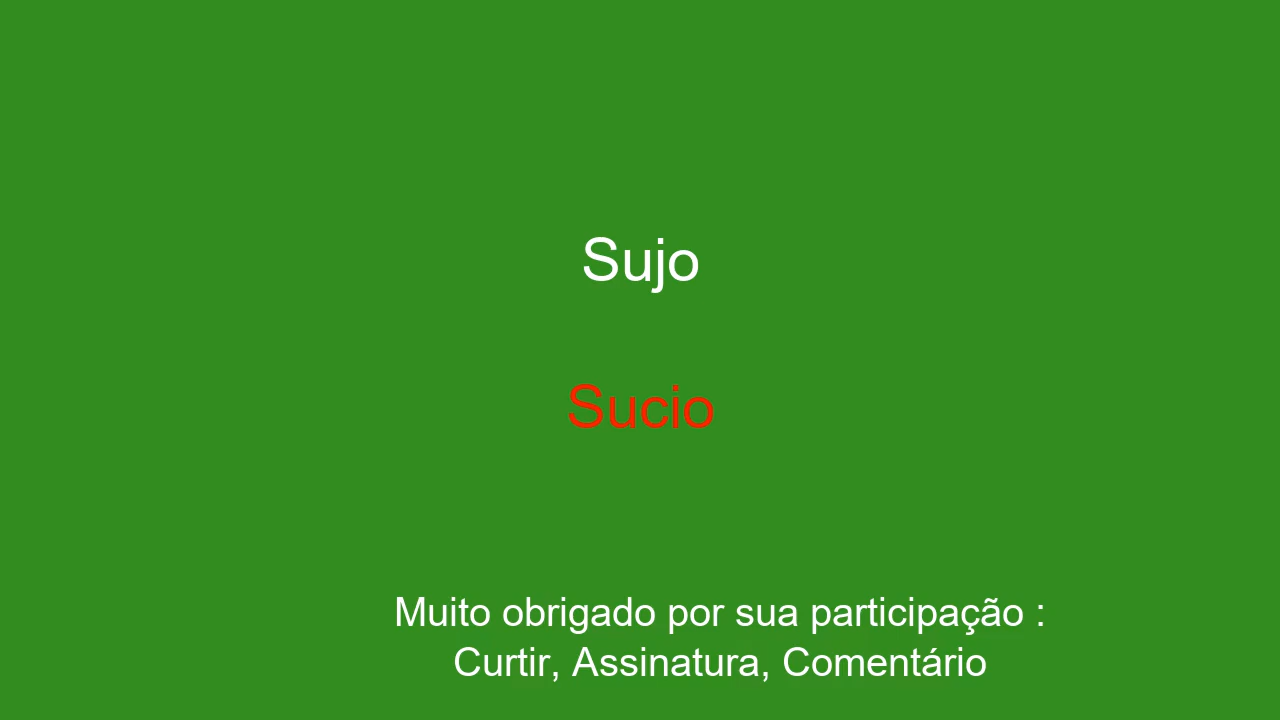 Sujo
Sucio
Muito obrigado por sua participação :
Curtir, Assinatura, Comentário